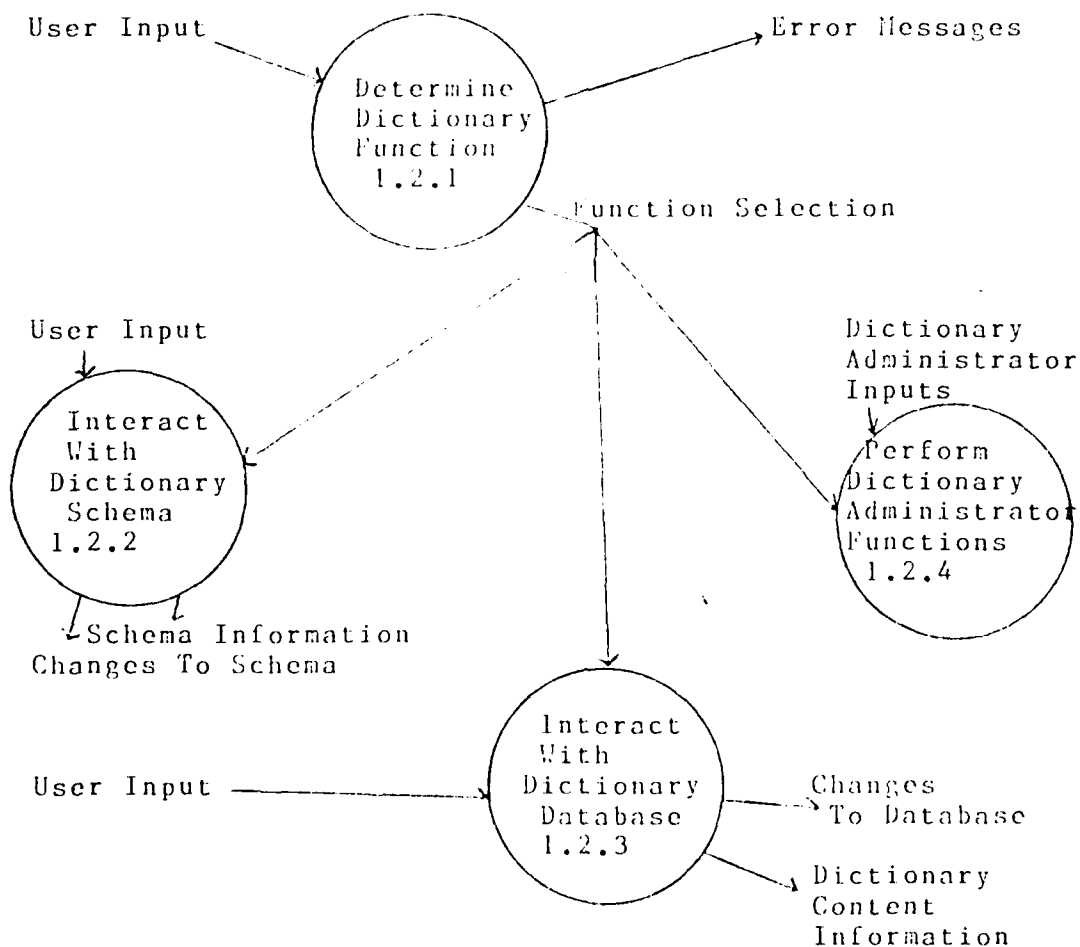 User Input
Error Messages
Determine
Dictionary
Function
1.2.1
Function Selection
User Input
Interact
With
Dictionary
Schema
1.2.2
Schema Information
Changes To Schema
Dictionary
Administrator
Inputs
Perform
Dictionary
Administrator
Functions
1.2.4
User Input
Interact
With
Dictionary
Database
1.2.3
Changes
To Database
Dictionary
Content
Information